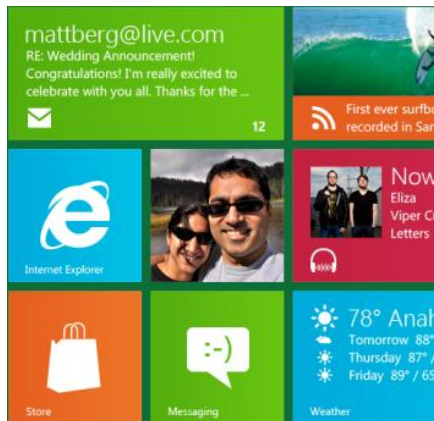 mattberg@live.com
RE: Wedding Announcement!
Congratulations! I'm really excited to
celebrate with you all. Thanks for the ...
12
First ever surfbo
recorded in San
Internet Explorer
Now
Eliza
Viper Cr
Letters
Store
Messaging
:-)
78° Anah
Tomorrow 88°
Thursday 87° /
Friday 89° / 65
Weather